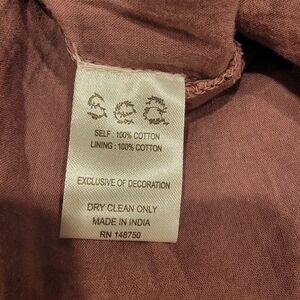 sea
SELF : 100% COTTON
LINING : 100% COTTON
EXCLUSIVE OF DECORATION
DRY CLEAN ONLY
MADE IN INDIA
RN 148750